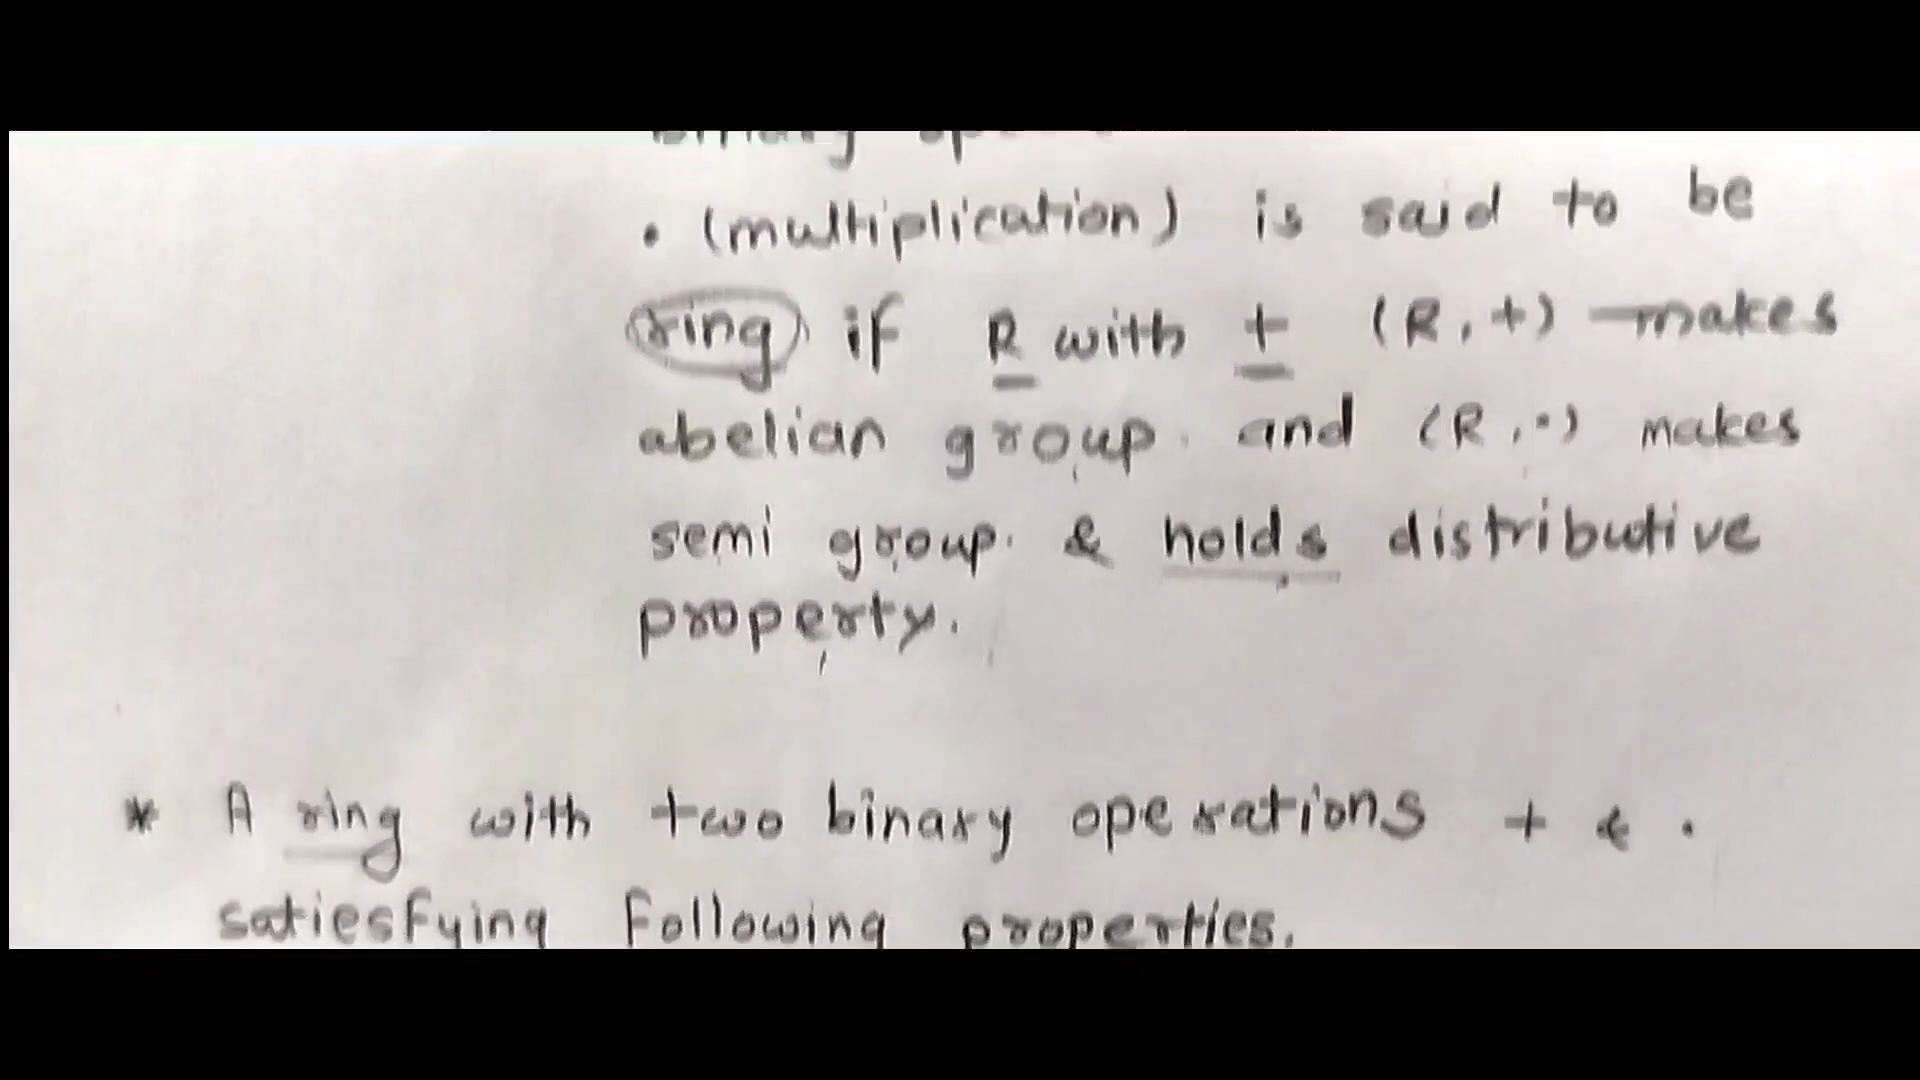 • (multiplication) is said to be
ring if R with + (R, +) makes
abelian group. and (R, ·) makes
semi group. & holds distributive
property.
* A ring with two binary operations + & •
satiesfying following properties.